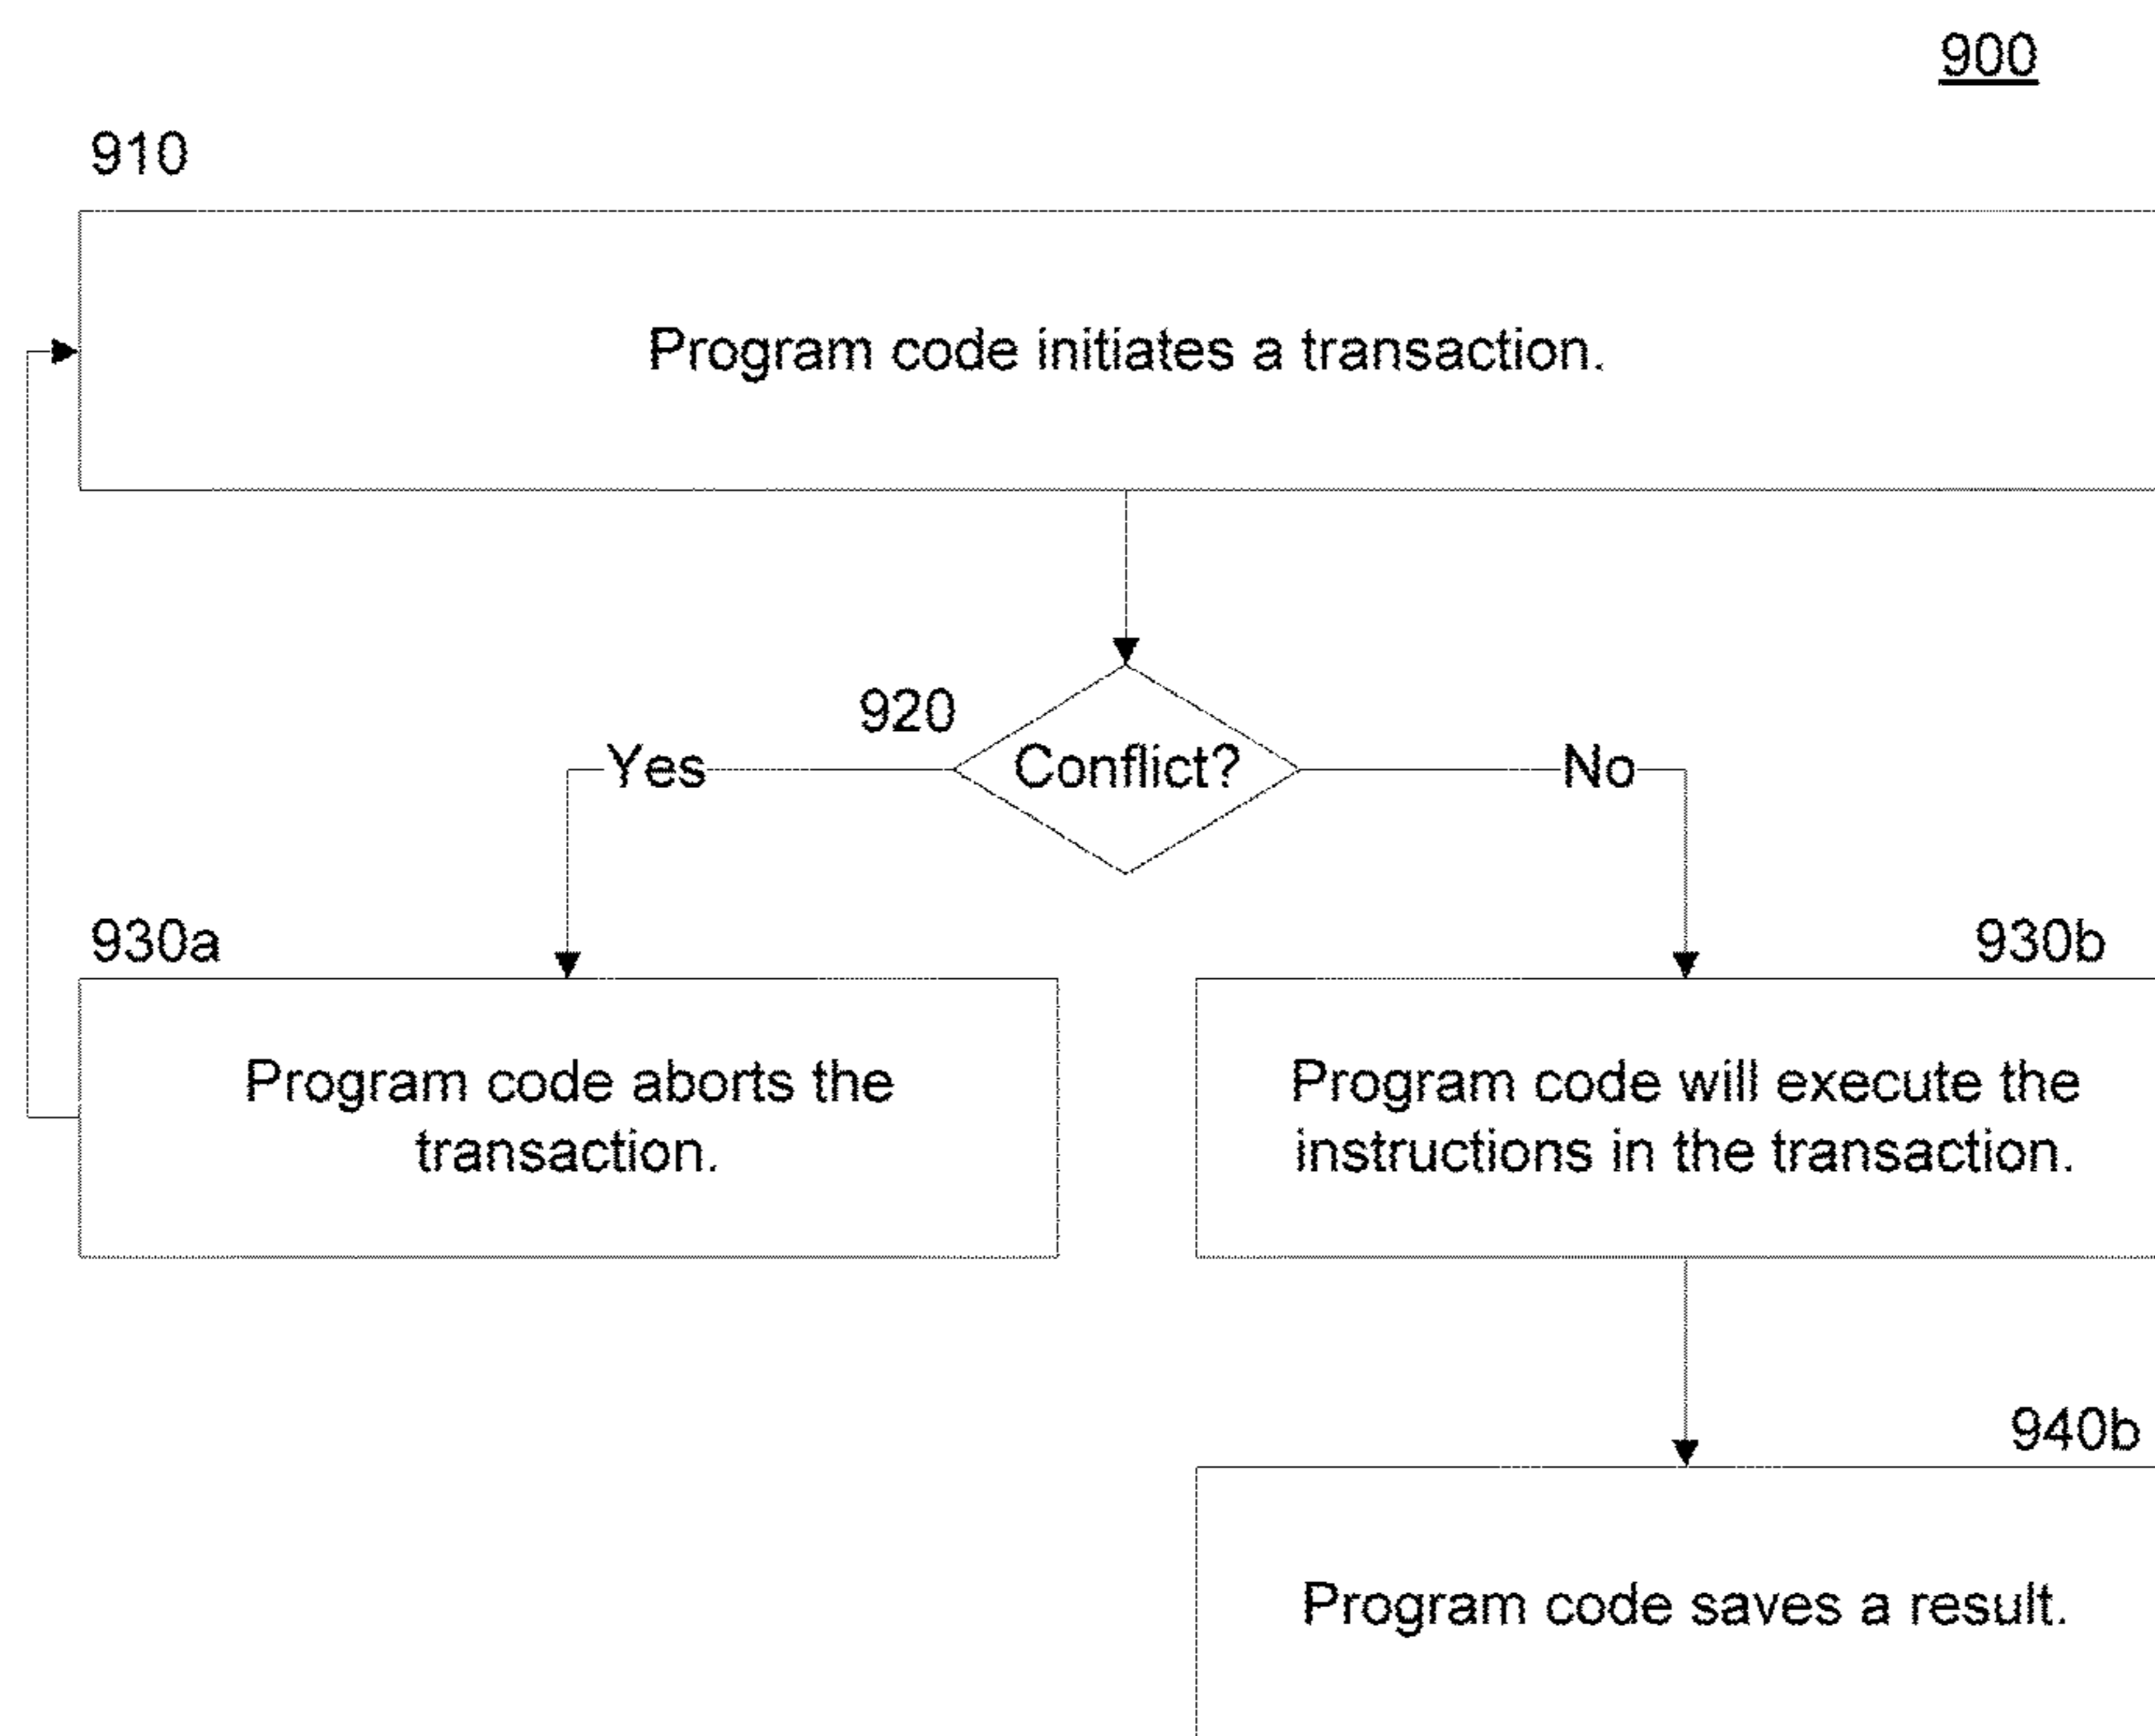 900
910
Program code initiates a transaction.
920
Yes
Conflict?
No
930a
930b
Program code aborts the
transaction.
Program code will execute the
instructions in the transaction.
940b
Program code saves a result.